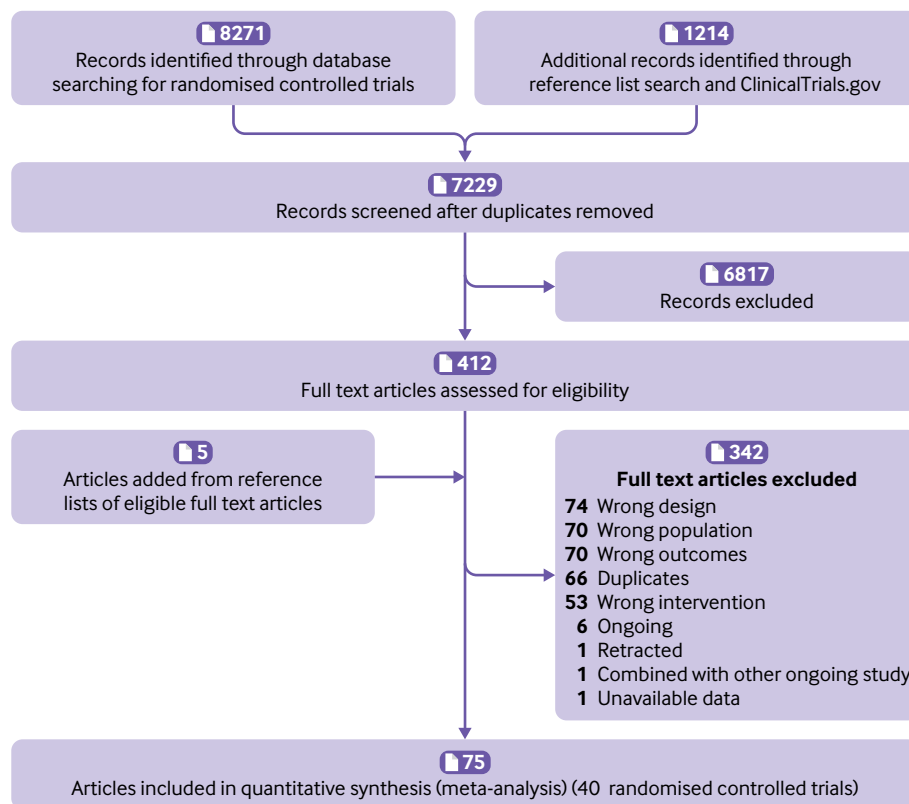 8271
Records identified through database
searching for randomised controlled trials
1214
Additional records identified through
reference list search and ClinicalTrials.gov
7229
Records screened after duplicates removed
6817
Records excluded
412
Full text articles assessed for eligibility
5
Articles added from reference
lists of eligible full text articles
342
Full text articles excluded
74 Wrong design
70 Wrong population
70 Wrong outcomes
66 Duplicates
53 Wrong intervention
6 Ongoing
1 Retracted
1 Combined with other ongoing study
1 Unavailable data
75
Articles included in quantitative synthesis (meta-analysis) (40 randomised controlled trials)